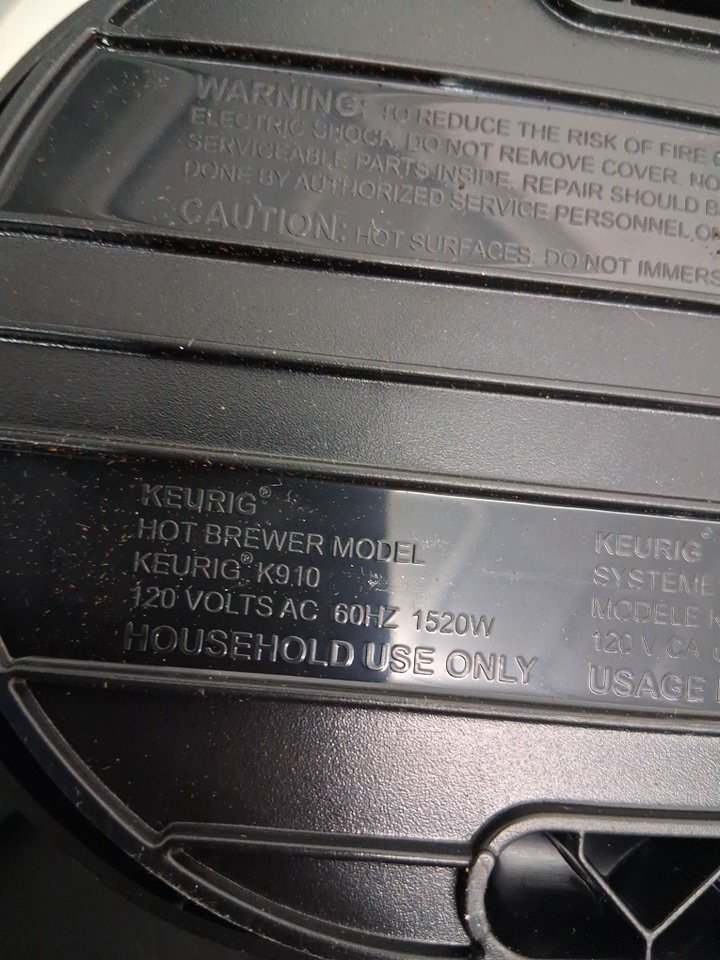 WARNING: TO REDUCE THE RISK OF FIRE
ELECTRIC SHOCK, DO NOT REMOVE COVER. NO
SERVICEABLE PARTS INSIDE. REPAIR SHOULD B
DONE BY AUTHORIZED SERVICE PERSONNEL O
CAUTION: HOT SURFACES. DO NOT IMMERS
KEURIG®
HOT BREWER MODEL
KEURIG® K910
120 VOLTS AC 60HZ 1520W
HOUSEHOLD USE ONLY
KEURIG®
SYSTÈME
MODÈLE K
120 V CA
USAGE